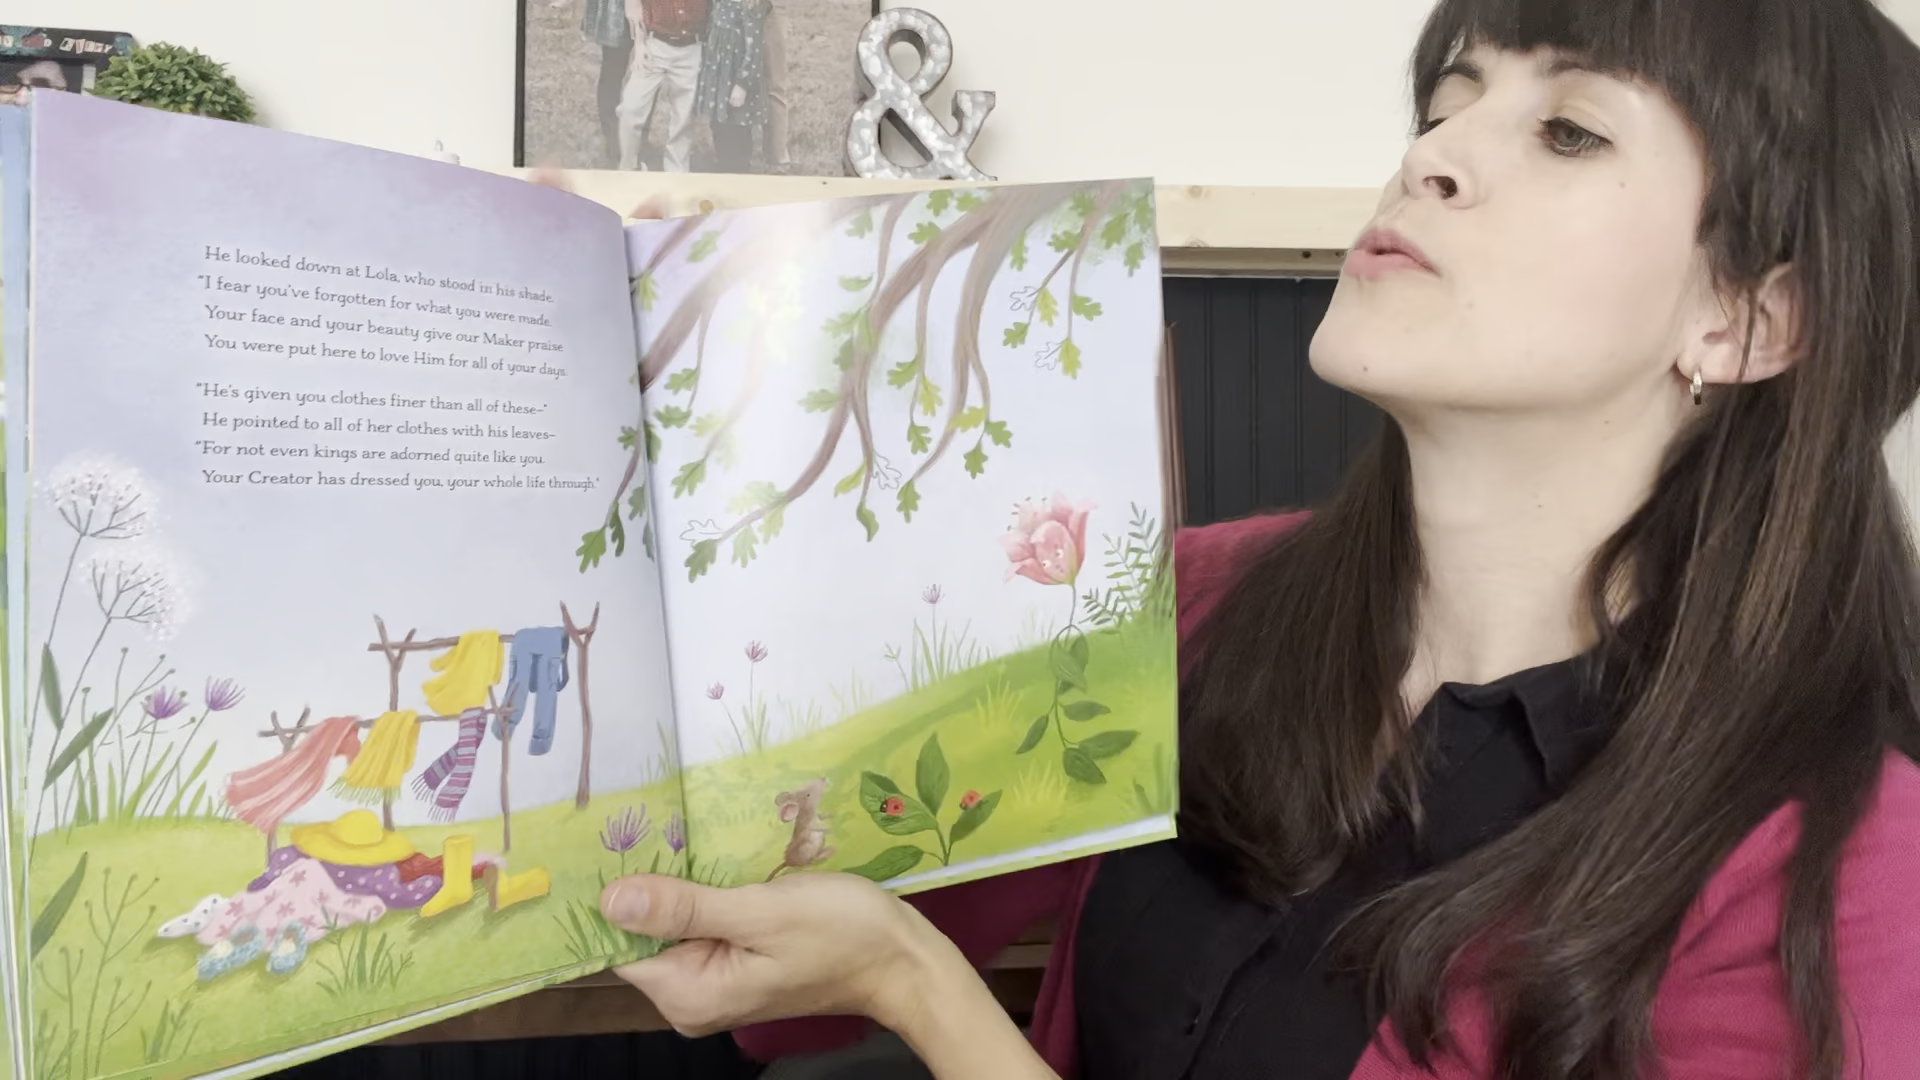 &
He looked down at Lola, who stood in his shade.
"I fear you've forgotten for what you were made.
Your face and your beauty give our Maker praise
You were put here to love Him for all of your days.
"He's given you clothes finer than all of these–"
He pointed to all of her clothes with his leaves–
"For not even kings are adorned quite like you.
Your Creator has dressed you, your whole life through."